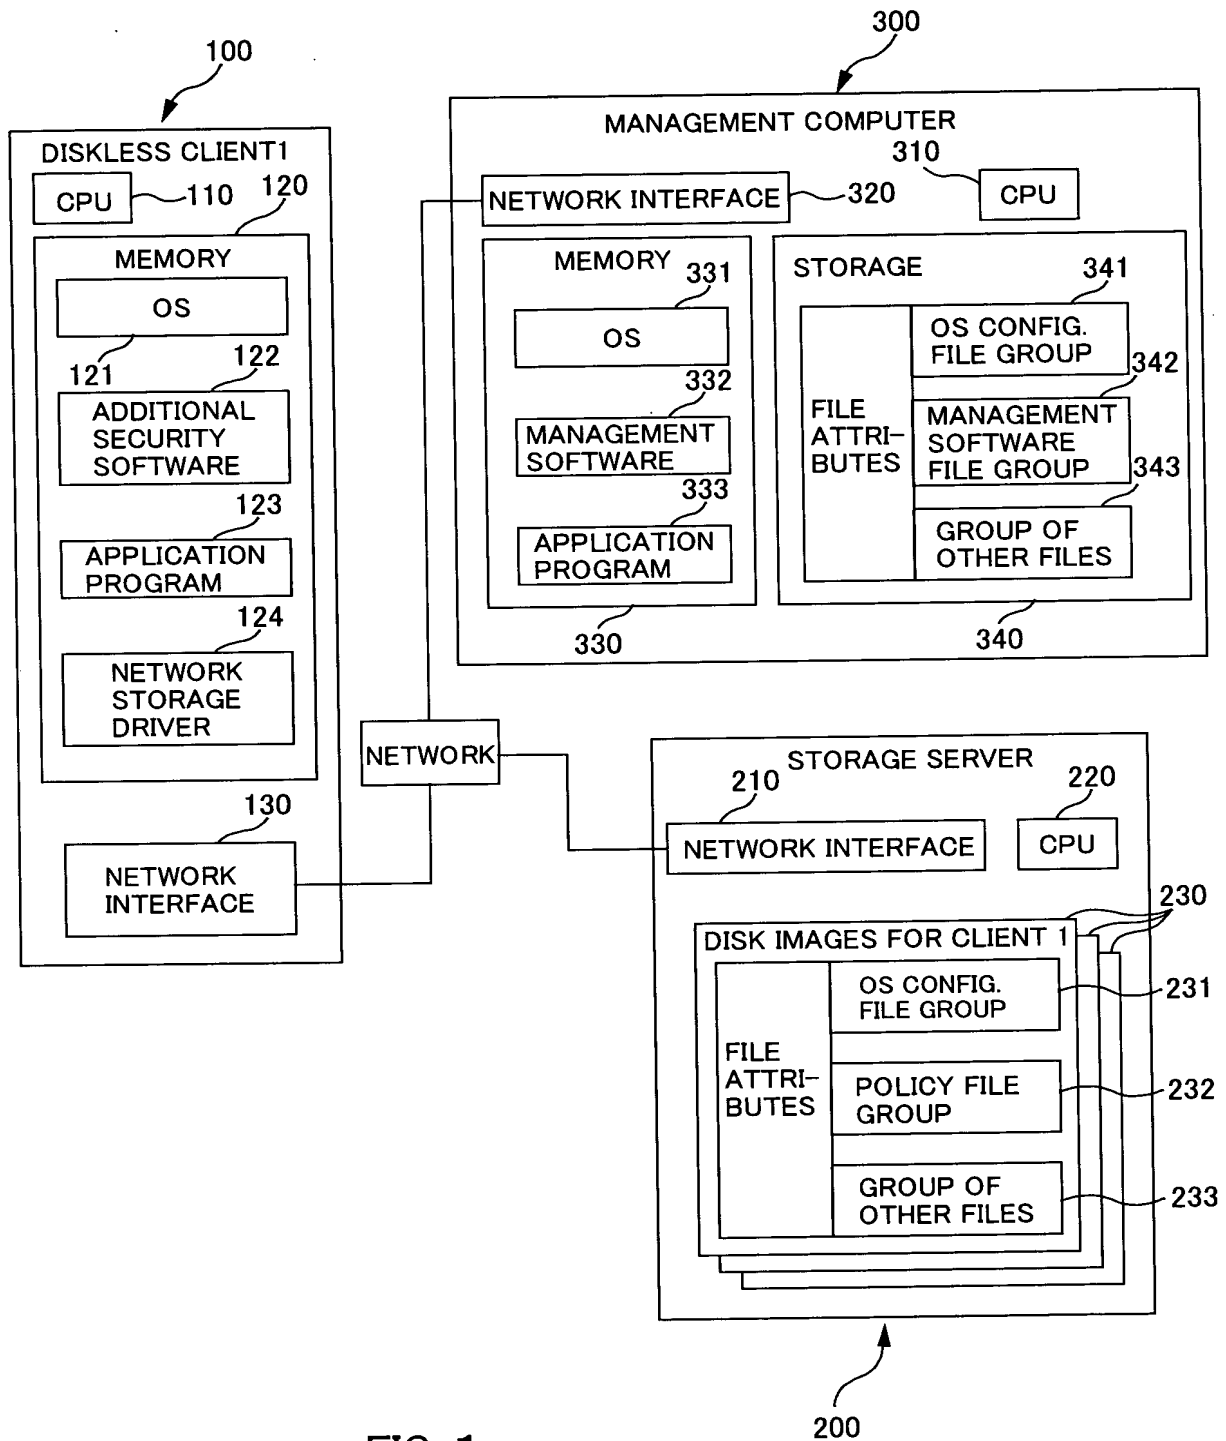 100
DISKLESS CLIENT1
CPU
110
120
MEMORY
OS
121
122
ADDITIONAL
SECURITY
SOFTWARE
123
APPLICATION
PROGRAM
124
NETWORK
STORAGE
DRIVER
130
NETWORK
INTERFACE
NETWORK
300
MANAGEMENT COMPUTER
NETWORK INTERFACE
320
310
CPU
MEMORY
331
OS
332
MANAGEMENT
SOFTWARE
333
APPLICATION
PROGRAM
330
STORAGE
FILE
ATTRI-
BUTES
341
OS CONFIG.
FILE GROUP
342
MANAGEMENT
SOFTWARE
FILE GROUP
343
GROUP OF
OTHER FILES
340
STORAGE SERVER
210
NETWORK INTERFACE
220
CPU
230
DISK IMAGES FOR CLIENT 1
FILE
ATTRI-
BUTES
OS CONFIG.
FILE GROUP
231
POLICY FILE
GROUP
232
GROUP OF
OTHER FILES
233
200
FIG. 1